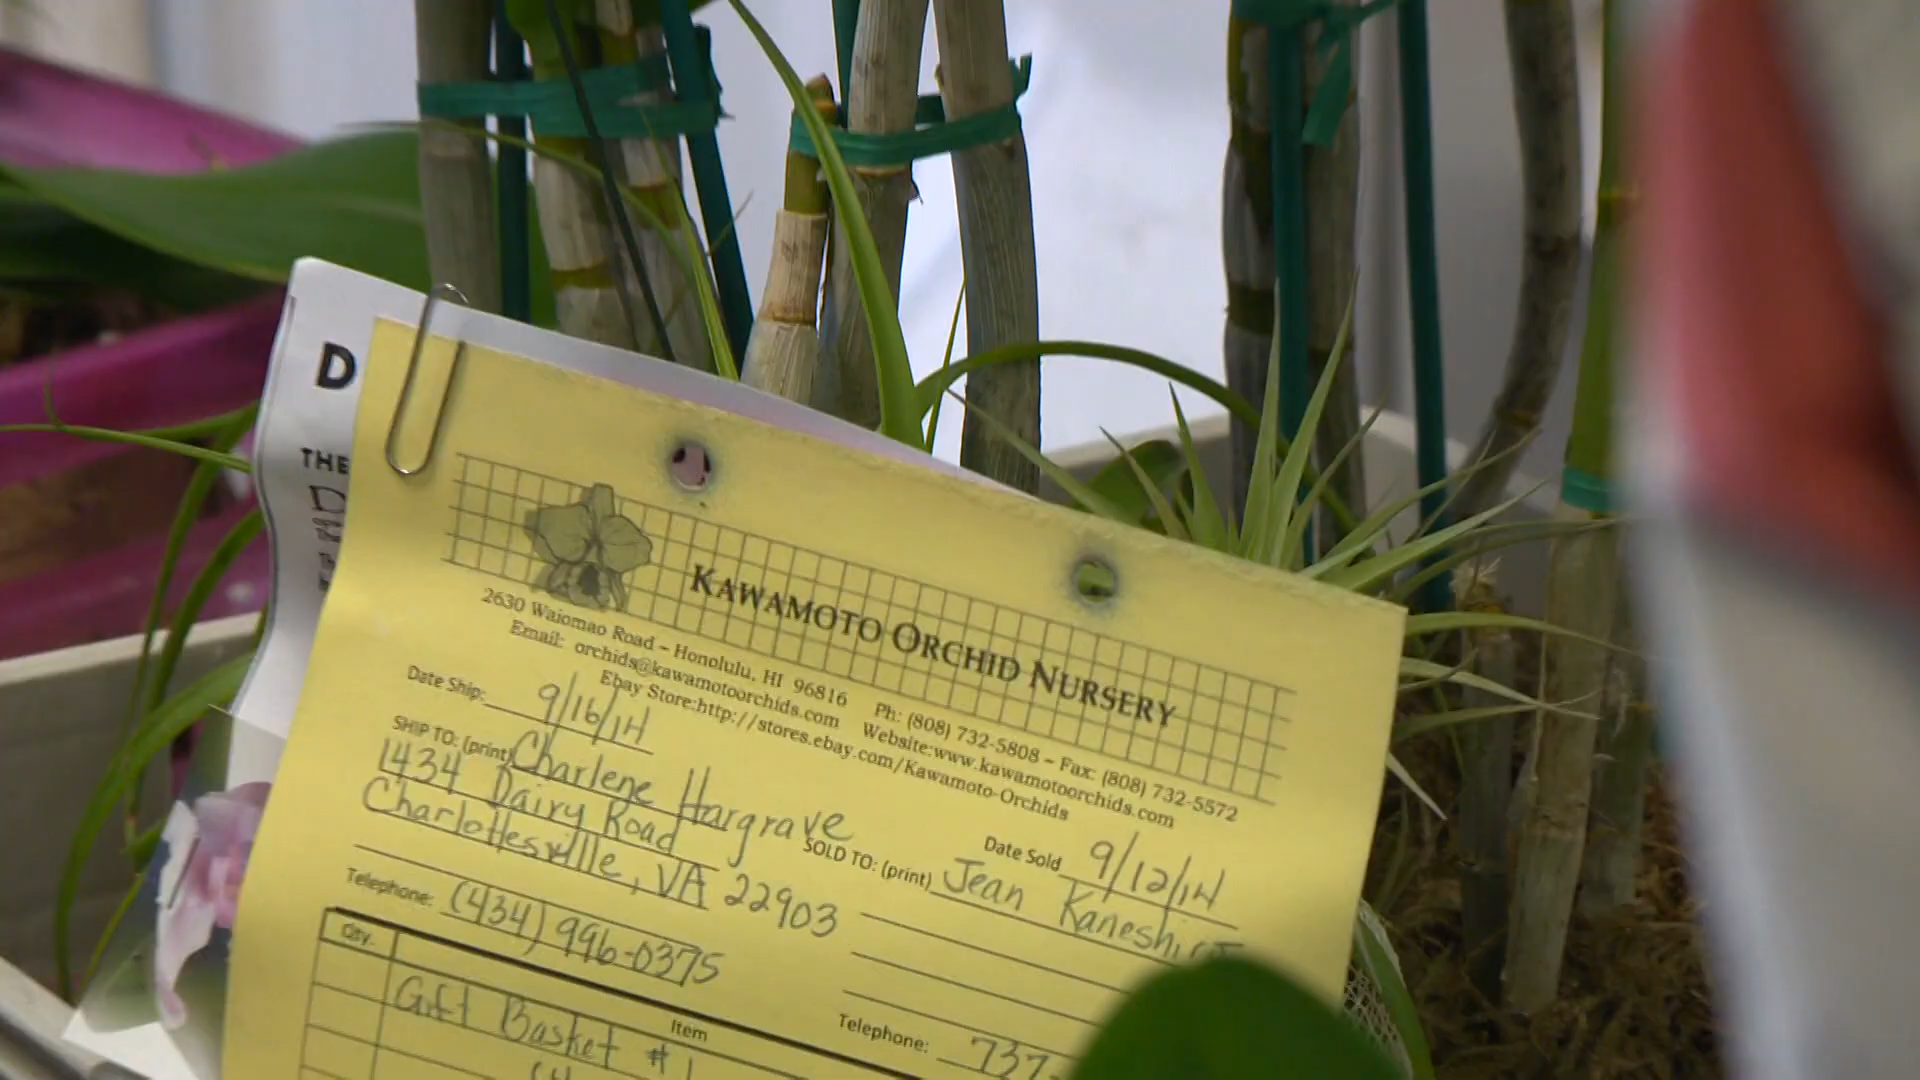 D
THE
KAWAMOTO ORCHID NURSERY
2630 Waiomao Road ~ Honolulu, HI 96816 Ph: (808) 732-5808 ~ Fax: (808) 732-5572
Email: orchids@kawamotoorchids.com Website:www.kawamotoorchids.com
Ebay Store:http://stores.ebay.com/Kawamoto-Orchids
Date Ship: 9/16/14
SHIP TO: (print) Charlene Hargrave
1434 Dairy Road
Charlottesville, VA 22903
Telephone: (434) 996-0375
Date Sold 9/12/14
SOLD TO: (print) Jean
Telephone: 737-
Qty. Item
Gift Basket #1